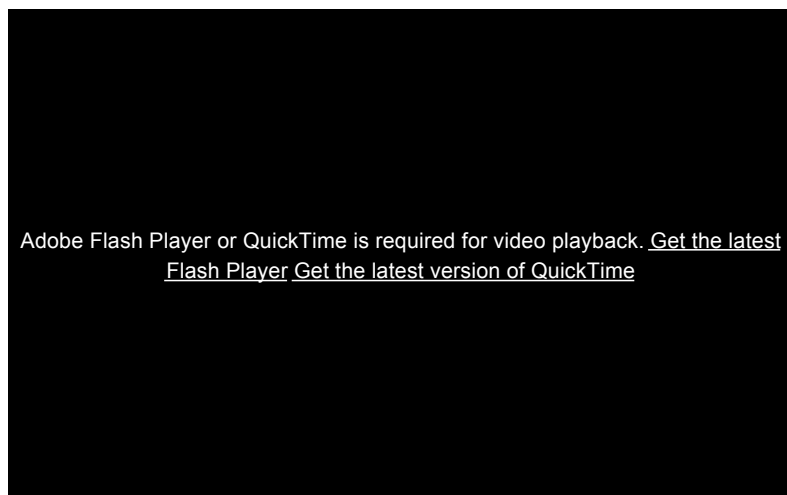 Adobe Flash Player or QuickTime is required for video playback. Get the latest
Flash Player Get the latest version of QuickTime